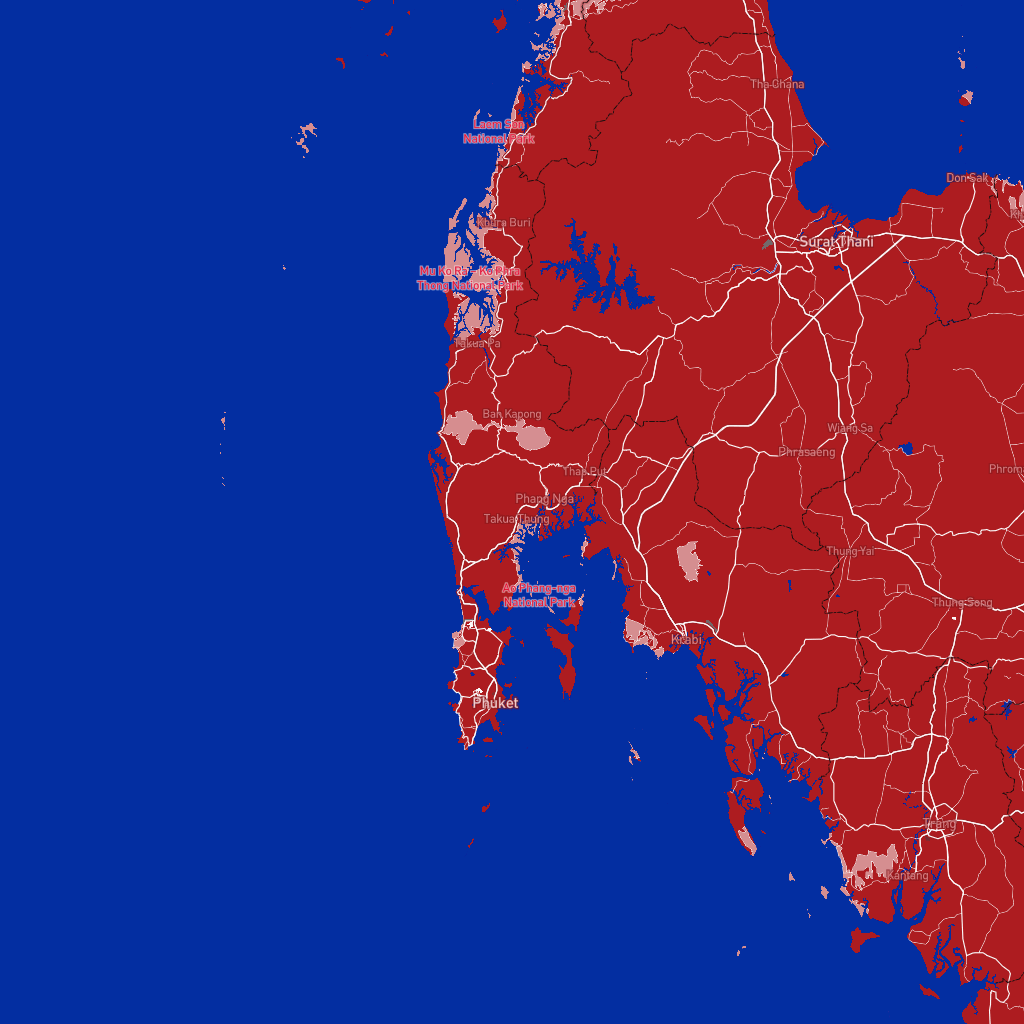 Tha Chana
Laem Son
National Park
Don Sak
Khura Buri
Surat Thani
Mu Ko Ra - Ko Phra
Thong National Park
Takua Pa
Ban Kapong
Wiang Sa
Phrasaeng
Thap Put
Phroma
Phang Nga
Takua Thung
Thung Yai
Ao Phang-nga
National Park
Thung Song
Krabi
Phuket
Trang
Kantang